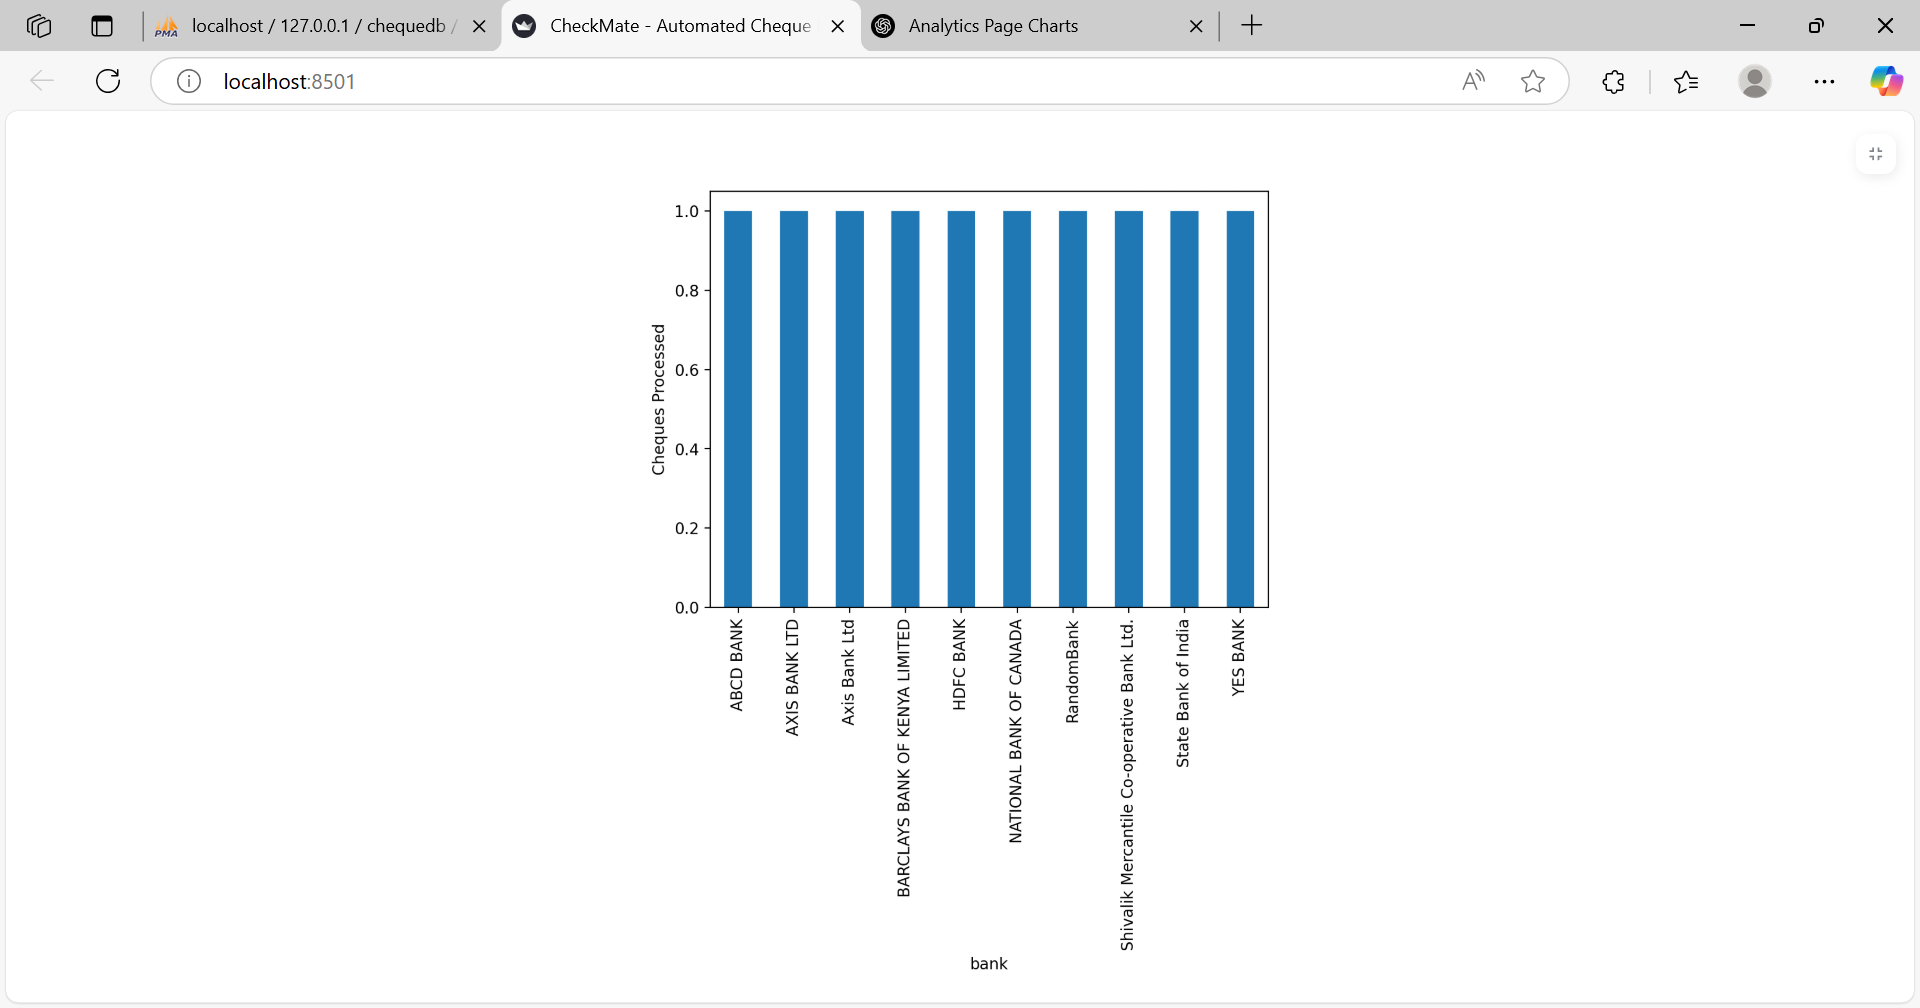 PMA
localhost / 127.0.0.1 / chequedb /
CheckMate - Automated Cheque
Analytics Page Charts
localhost:8501
Cheques Processed
1.0
0.8
0.6
0.4
0.2
0.0
ABCD BANK
AXIS BANK LTD
Axis Bank Ltd
BARCLAYS BANK OF KENYA LIMITED
HDFC BANK
NATIONAL BANK OF CANADA
RandomBank
Shivalik Mercantile Co-operative Bank Ltd.
State Bank of India
YES BANK
bank